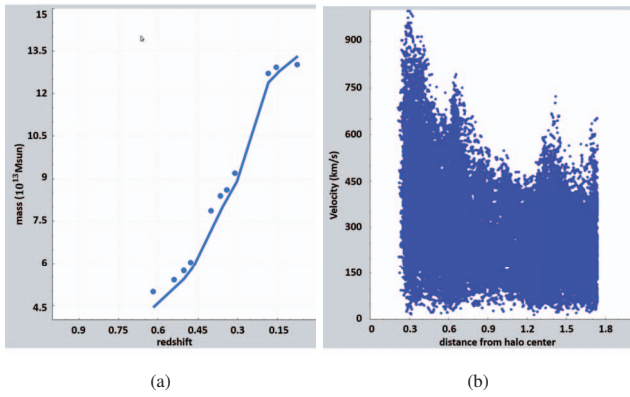 15
13.5
12
10.5
9
7.5
6
4.5
mass (10^13Msun)
0.9 0.75 0.6 0.45 0.3 0.15
redshift
(a)
900
750
600
450
300
150
0
Velocity (km/s)
0 0.3 0.6 0.9 1.2 1.5 1.8
distance from halo center
(b)